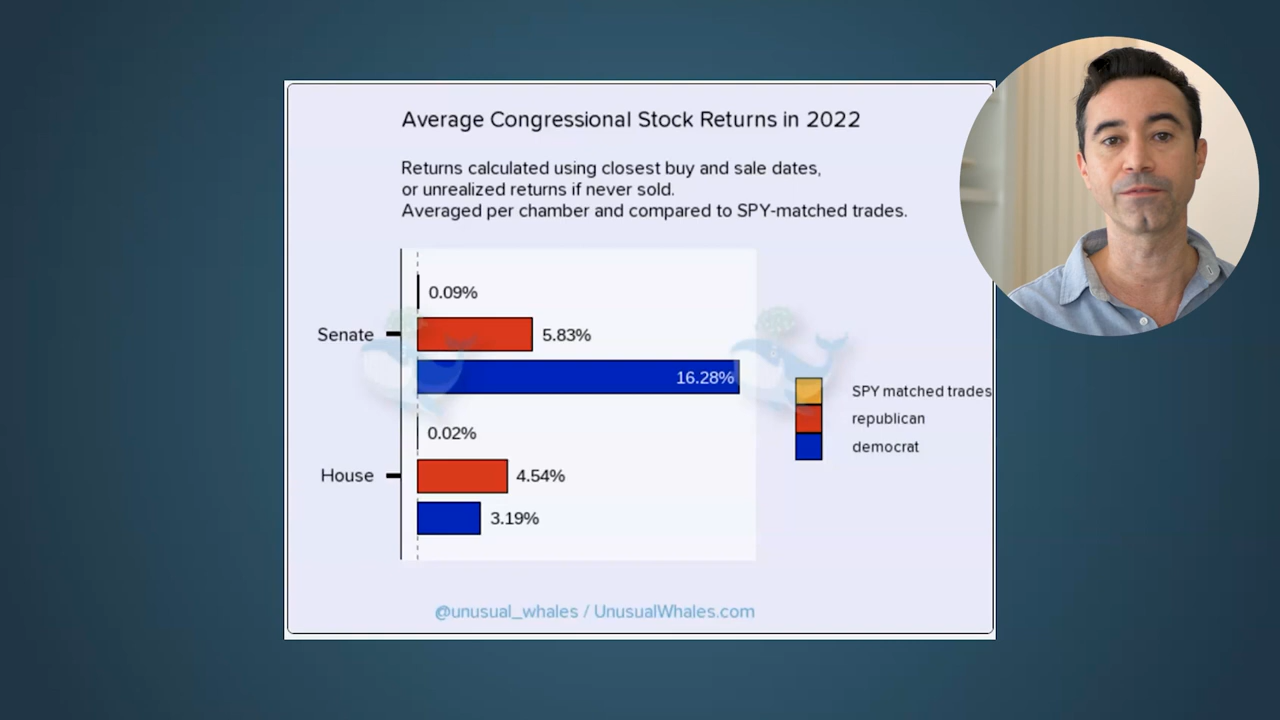 Average Congressional Stock Returns in 2022
Returns calculated using closest buy and sale dates,
or unrealized returns if never sold.
Averaged per chamber and compared to SPY-matched trades.
0.09%
Senate
5.83%
16.28%
SPY matched trades
republican
democrat
0.02%
House
4.54%
3.19%
@unusual_whales / UnusualWhales.com